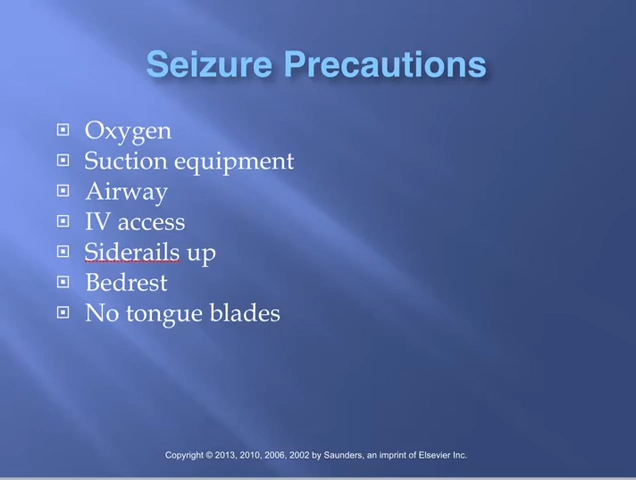 Seizure Precautions
Oxygen
Suction equipment
Airway
IV access
Siderails up
Bedrest
No tongue blades
Copyright © 2013, 2010, 2006, 2002 by Saunders, an imprint of Elsevier Inc.